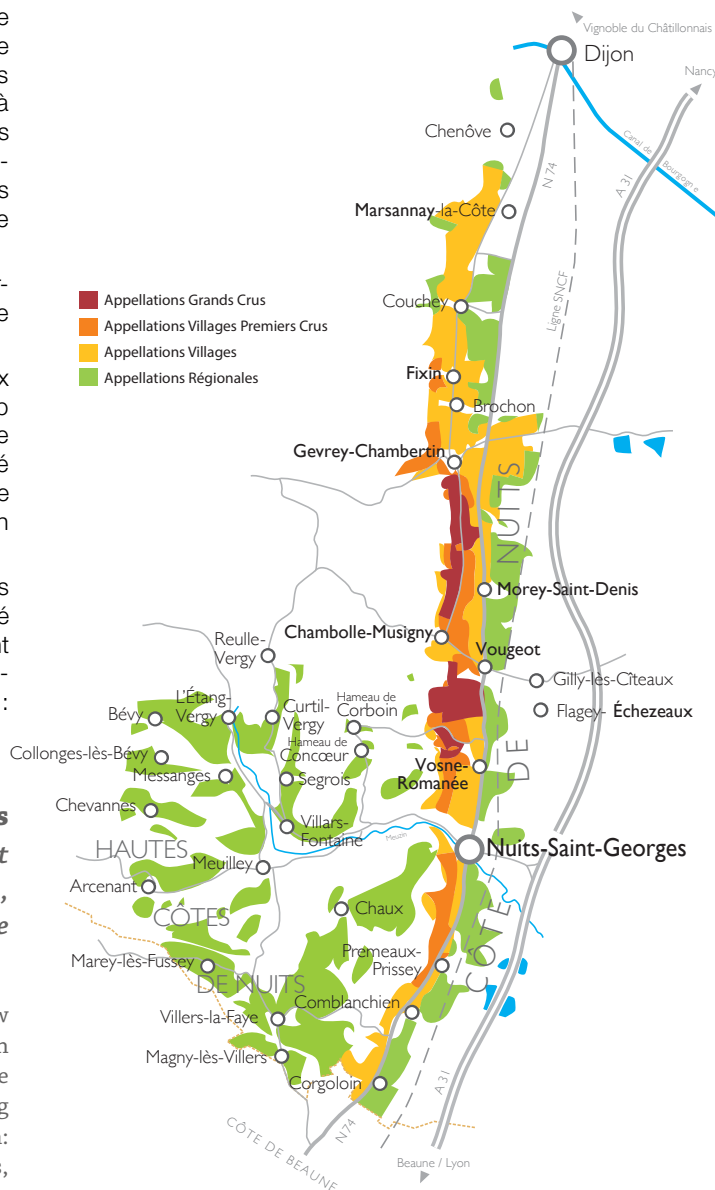 e
e
s
à
s
-
s
e
r-
e
x
o
e
é
e
n
s
é
nt
-
:
s
t
,
e
w
n
e
g
n:
s,
Vignoble du Châtillonnais
Dijon
Nancy
Chenôve
Canal de Bourgogne
N 74
A 31
Marsannay-la-Côte
Ligne SNCF
Appellations Grands Crus
Appellations Villages Premiers Crus
Appellations Villages
Appellations Régionales
Couchey
Fixin
Brochon
Gevrey-Chambertin
CÔTE DE NUITS
Morey-Saint-Denis
Chambolle-Musigny
Reulle-
Vergy
Vougeot
Gilly-lès-Cîteaux
L'Étang-
Vergy
Curtil-
Vergy
Hameau de
Corboin
Bévy
Flagey- Échezeaux
Hameau de
Concœur
Collonges-lès-Bévy
Messanges
Segrois
Vosne-
Romanée
Chevannes
Villars-
Fontaine
Meuzin
Nuits-Saint-Georges
HAUTES
CÔTES
DE NUITS
Meuilley
Arcenant
Chaux
Marey-lès-Fussey
Premeaux-
Prissey
Comblanchien
Villers-la-Faye
Magny-lès-Villers
Corgoloin
A 31
N74
CÔTE DE BEAUNE
Beaune / Lyon